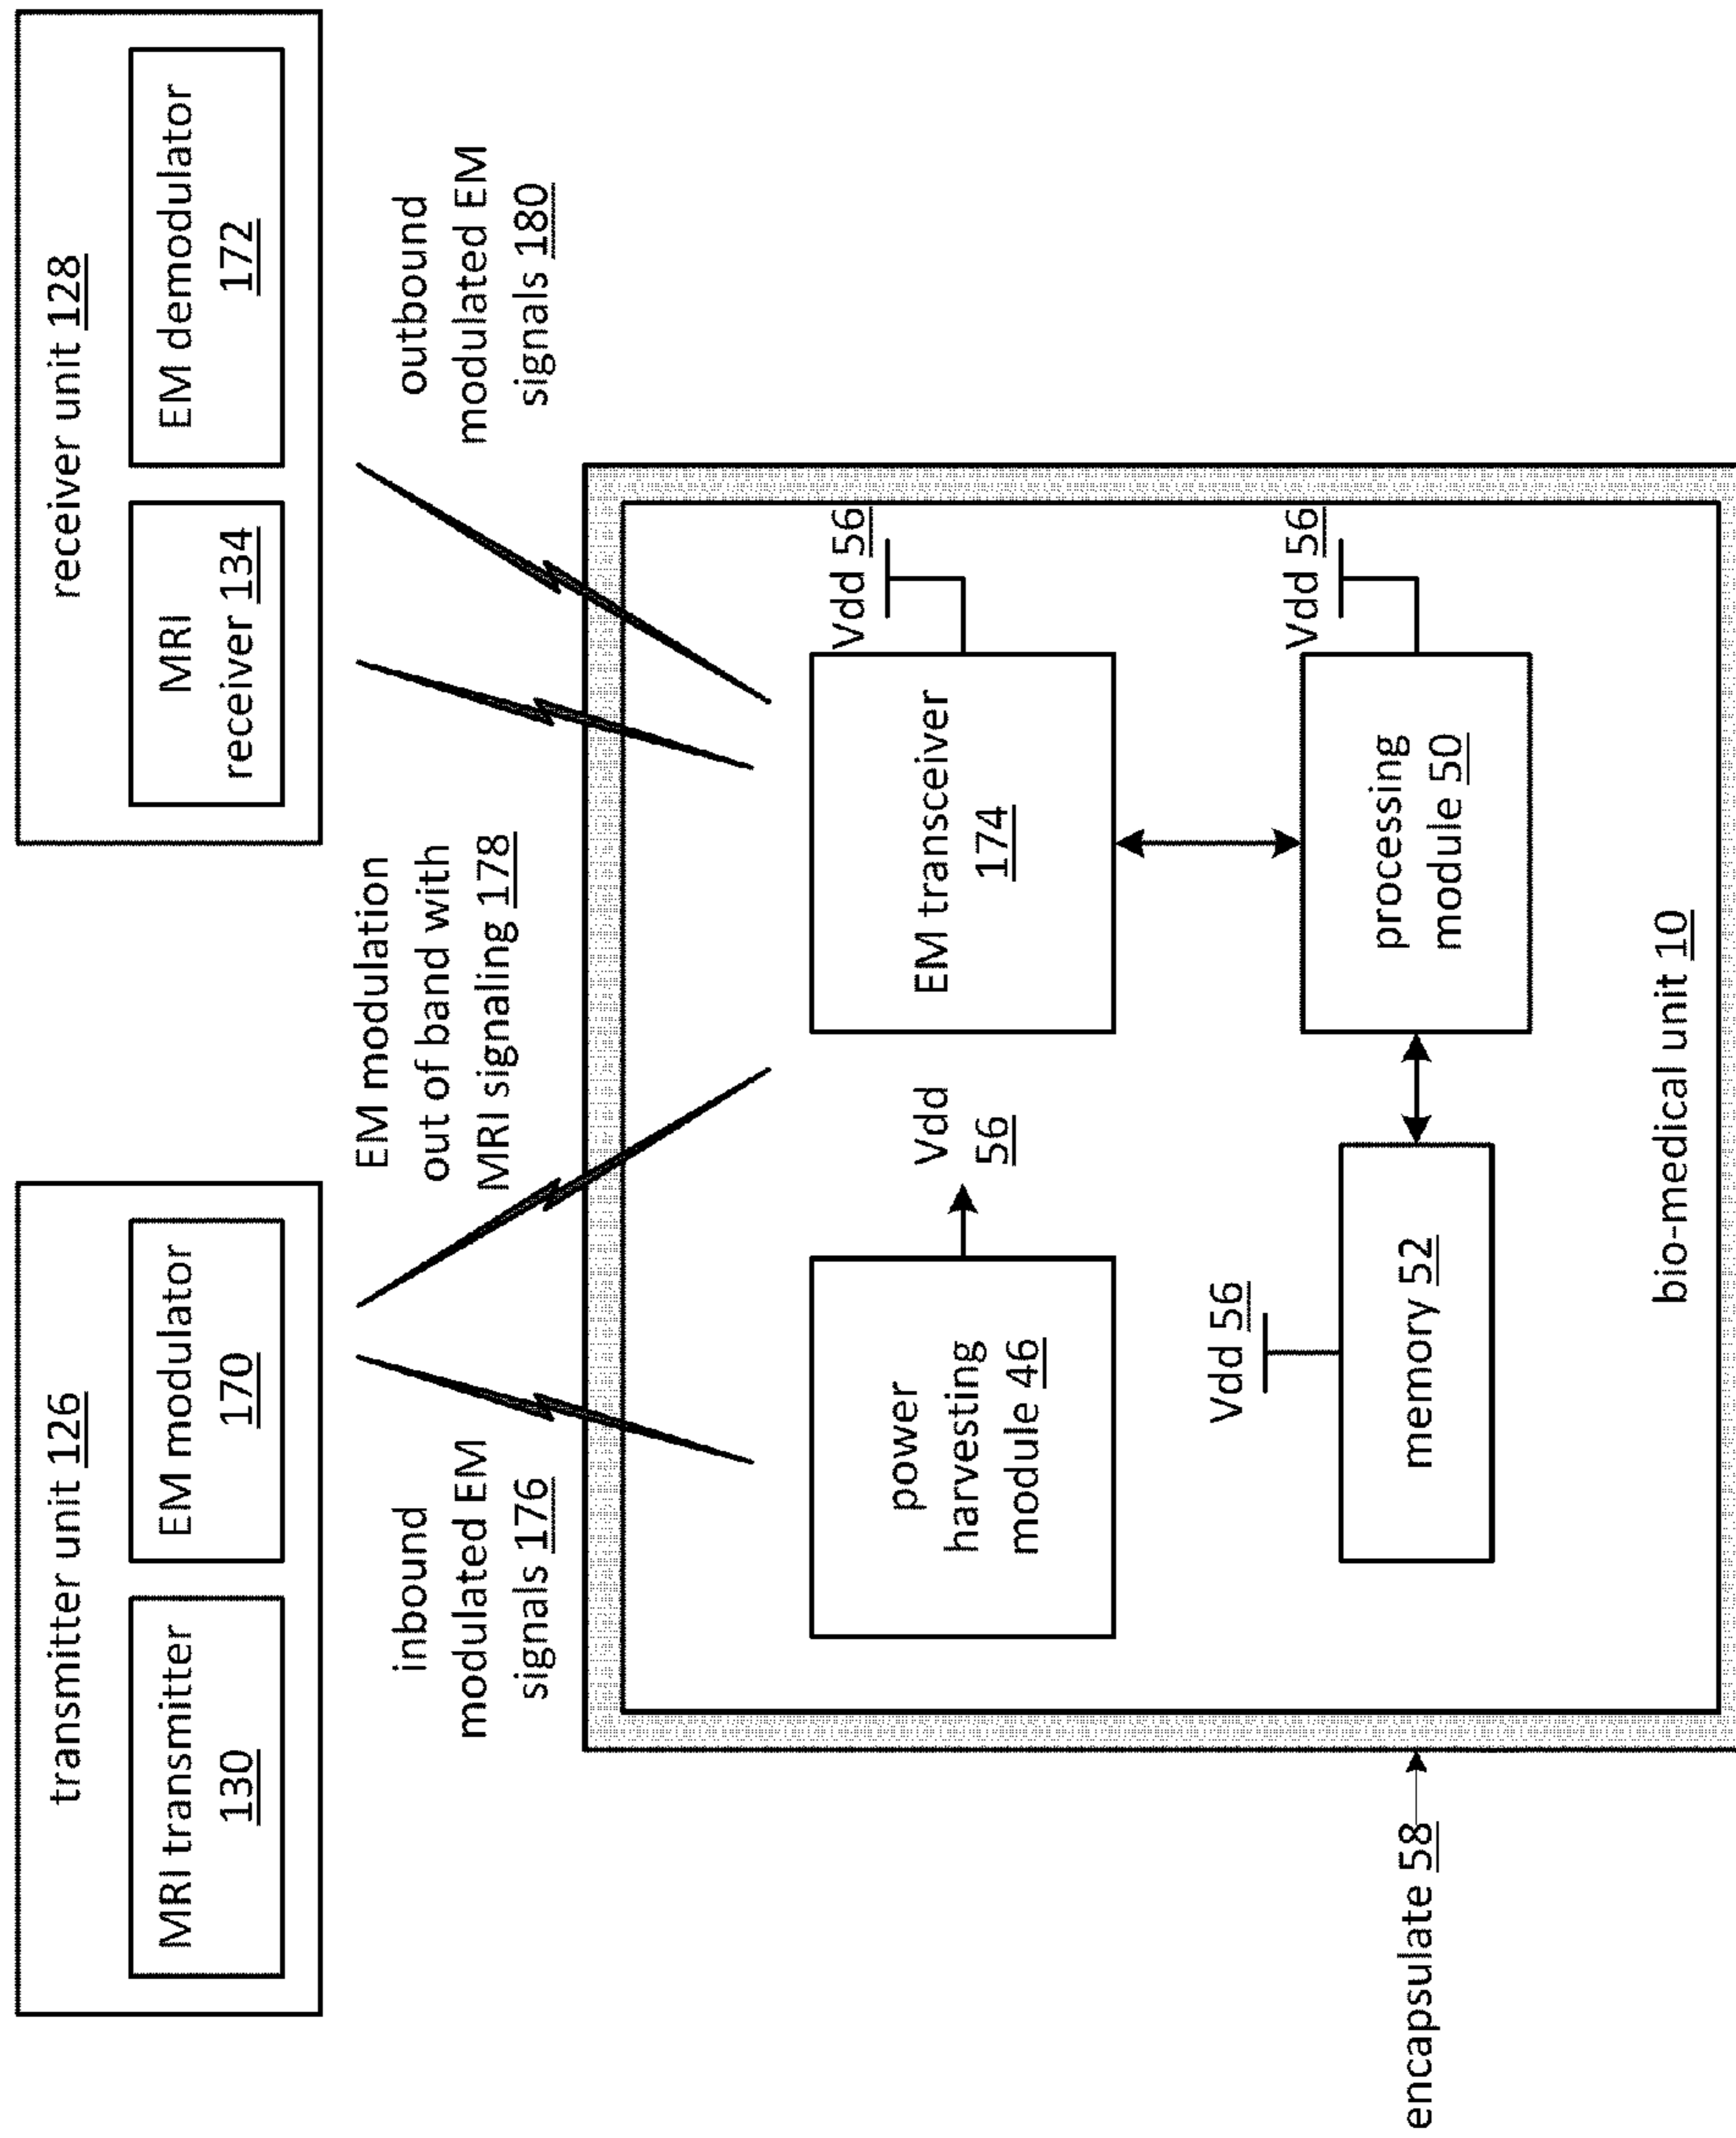 transmitter unit 126
MRI transmitter
130
EM modulator
170
receiver unit 128
MRI
receiver 134
EM demodulator
172
inbound
modulated EM
signals 176
EM modulation
out of band with
MRI signaling 178
outbound
modulated EM
signals 180
power
harvesting
module 46
Vdd
56
EM transceiver
174
Vdd 56
Vdd 56
memory 52
processing
module 50
Vdd 56
encapsulate 58
bio-medical unit 10